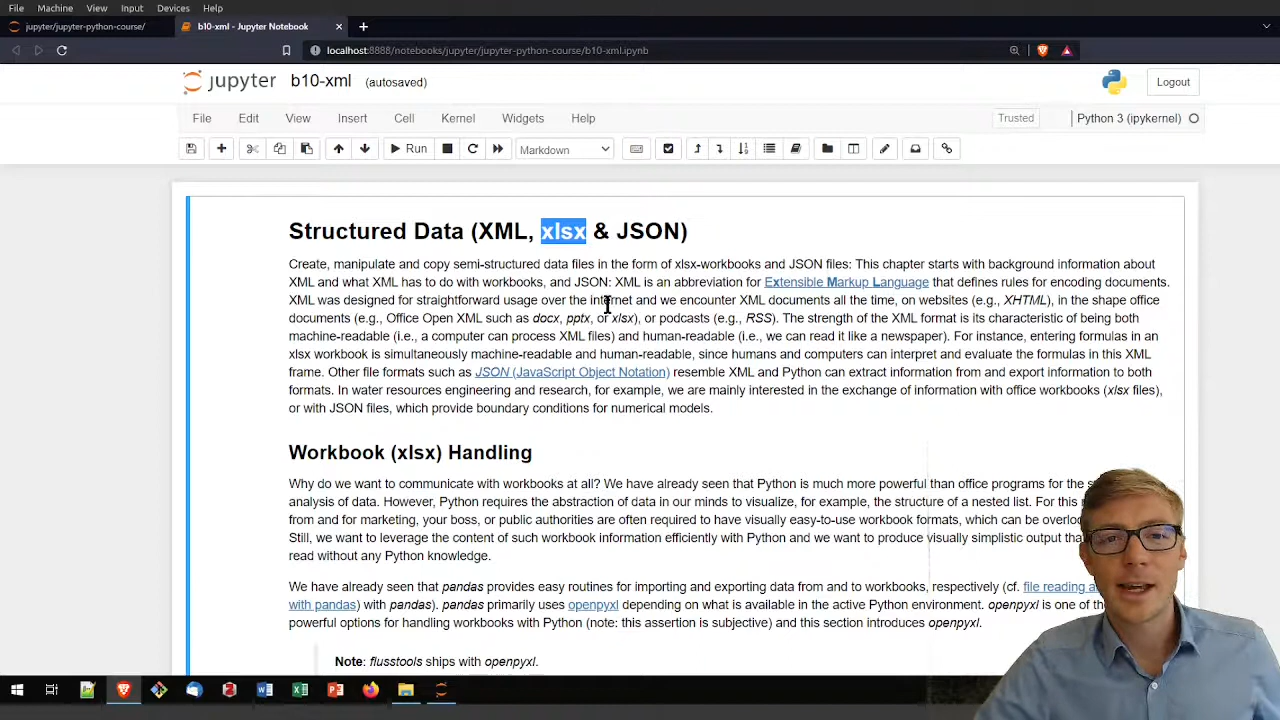 File Machine View Input Devices Help
jupyter/jupyter-python-course/ b10-xml - Jupyter Notebook
localhost:8888/notebooks/jupyter/jupyter-python-course/b10-xml.ipynb
jupyter b10-xml (autosaved) Logout
File Edit View Insert Cell Kernel Widgets Help Trusted Python 3 (ipykernel)
Run Markdown
Structured Data (XML, xlsx & JSON)
Create, manipulate and copy semi-structured data files in the form of xlsx-workbooks and JSON files: This chapter starts with background information about
XML and what XML has to do with workbooks, and JSON: XML is an abbreviation for Extensible Markup Language that defines rules for encoding documents.
XML was designed for straightforward usage over the internet and we encounter XML documents all the time, on websites (e.g., XHTML), in the shape office
documents (e.g., Office Open XML such as docx, pptx, or xlsx), or podcasts (e.g., RSS). The strength of the XML format is its characteristic of being both
machine-readable (i.e., a computer can process XML files) and human-readable (i.e., we can read it like a newspaper). For instance, entering formulas in an
xlsx workbook is simultaneously machine-readable and human-readable, since humans and computers can interpret and evaluate the formulas in this XML
frame. Other file formats such as JSON (JavaScript Object Notation) resemble XML and Python can extract information from and export information to both
formats. In water resources engineering and research, for example, we are mainly interested in the exchange of information with office workbooks (xlsx files),
or with JSON files, which provide boundary conditions for numerical models.
Workbook (xlsx) Handling
Why do we want to communicate with workbooks at all? We have already seen that Python is much more powerful than office programs for the
analysis of data. However, Python requires the abstraction of data in our minds to visualize, for example, the structure of a nested list. For this
from and for marketing, your boss, or public authorities are often required to have visually easy-to-use workbook formats, which can be
Still, we want to leverage the content of such workbook information efficiently with Python and we want to produce visually simplistic output
read without any Python knowledge.
We have already seen that pandas provides easy routines for importing and exporting data from and to workbooks, respectively (cf. file reading
with pandas) with pandas). pandas primarily uses openpyxl depending on what is available in the active Python environment. openpyxl is one of
powerful options for handling workbooks with Python (note: this assertion is subjective) and this section introduces openpyxl.
Note: flusstools ships with openpyxl.